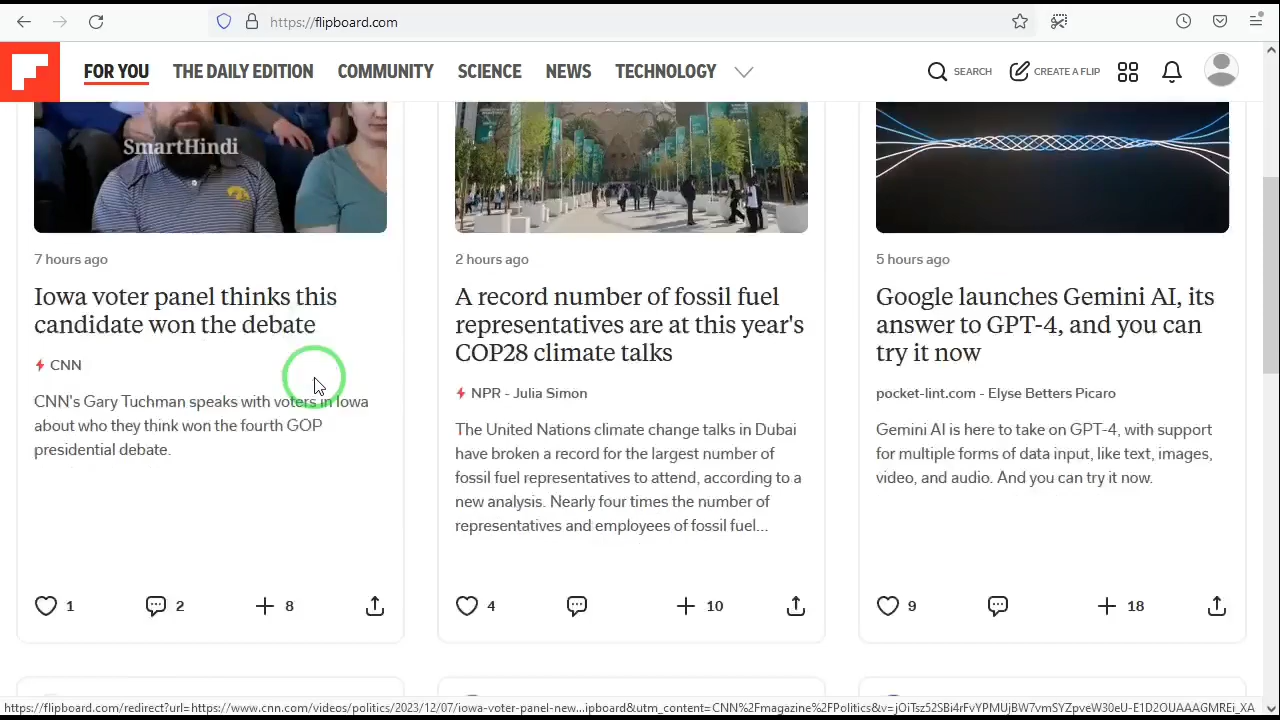 https://flipboard.com
FOR YOU
THE DAILY EDITION
COMMUNITY
SCIENCE
NEWS
TECHNOLOGY
SEARCH
CREATE A FLIP
SmartHindi
7 hours ago
Iowa voter panel thinks this
candidate won the debate
CNN
CNN's Gary Tuchman speaks with voters in Iowa
about who they think won the fourth GOP
presidential debate.
1
2
8
2 hours ago
A record number of fossil fuel
representatives are at this year's
COP28 climate talks
NPR - Julia Simon
The United Nations climate change talks in Dubai
have broken a record for the largest number of
fossil fuel representatives to attend, according to a
new analysis. Nearly four times the number of
representatives and employees of fossil fuel...
4
10
5 hours ago
Google launches Gemini AI, its
answer to GPT-4, and you can
try it now
pocket-lint.com - Elyse Betters Picaro
Gemini AI is here to take on GPT-4, with support
for multiple forms of data input, like text, images,
video, and audio. And you can try it now.
9
18
https://flipboard.com/redirect?url=https://www.cnn.com/videos/politics/2023/12/07/iowa-voter-panel-new...ipboard&utm_content=CNN%2Fmagazine%2FPolitics&v=jOiTsz52SBi4rFvYPMUjBW7vmSYZpveW30eU-E1D2OUAAAGMREi_XA